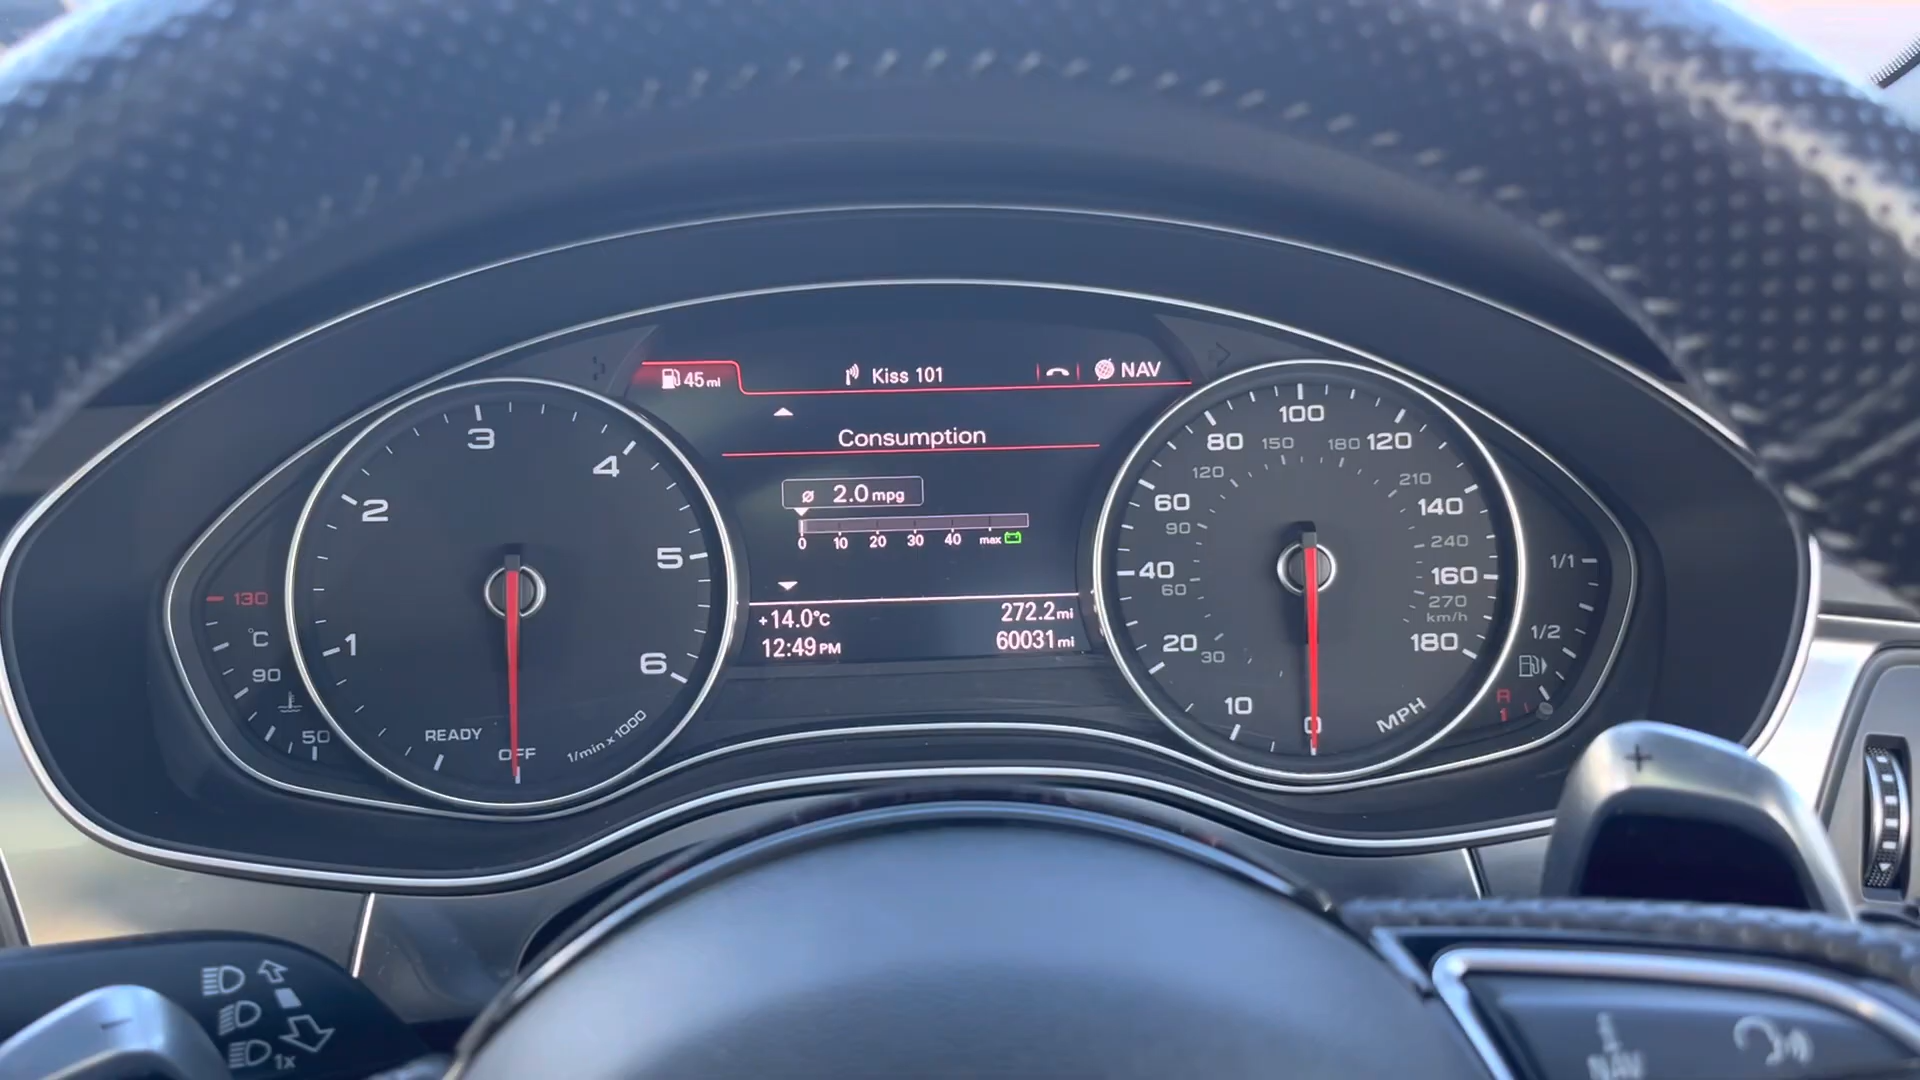 45 mi
Kiss 101
NAV
Consumption
ø 2.0 mpg
0 10 20 30 40 max
+14.0°C
272.2 mi
12:49 PM
60031 mi
1
2
3
4
5
6
READY
OFF
1/min x 1000
130
°C
90
50
0
10
20
40
60
80
100
120
140
160
180
MPH
30
60
90
120
150
180
210
240
270
km/h
1/1
1/2
R
1
+
-
1x
NAV